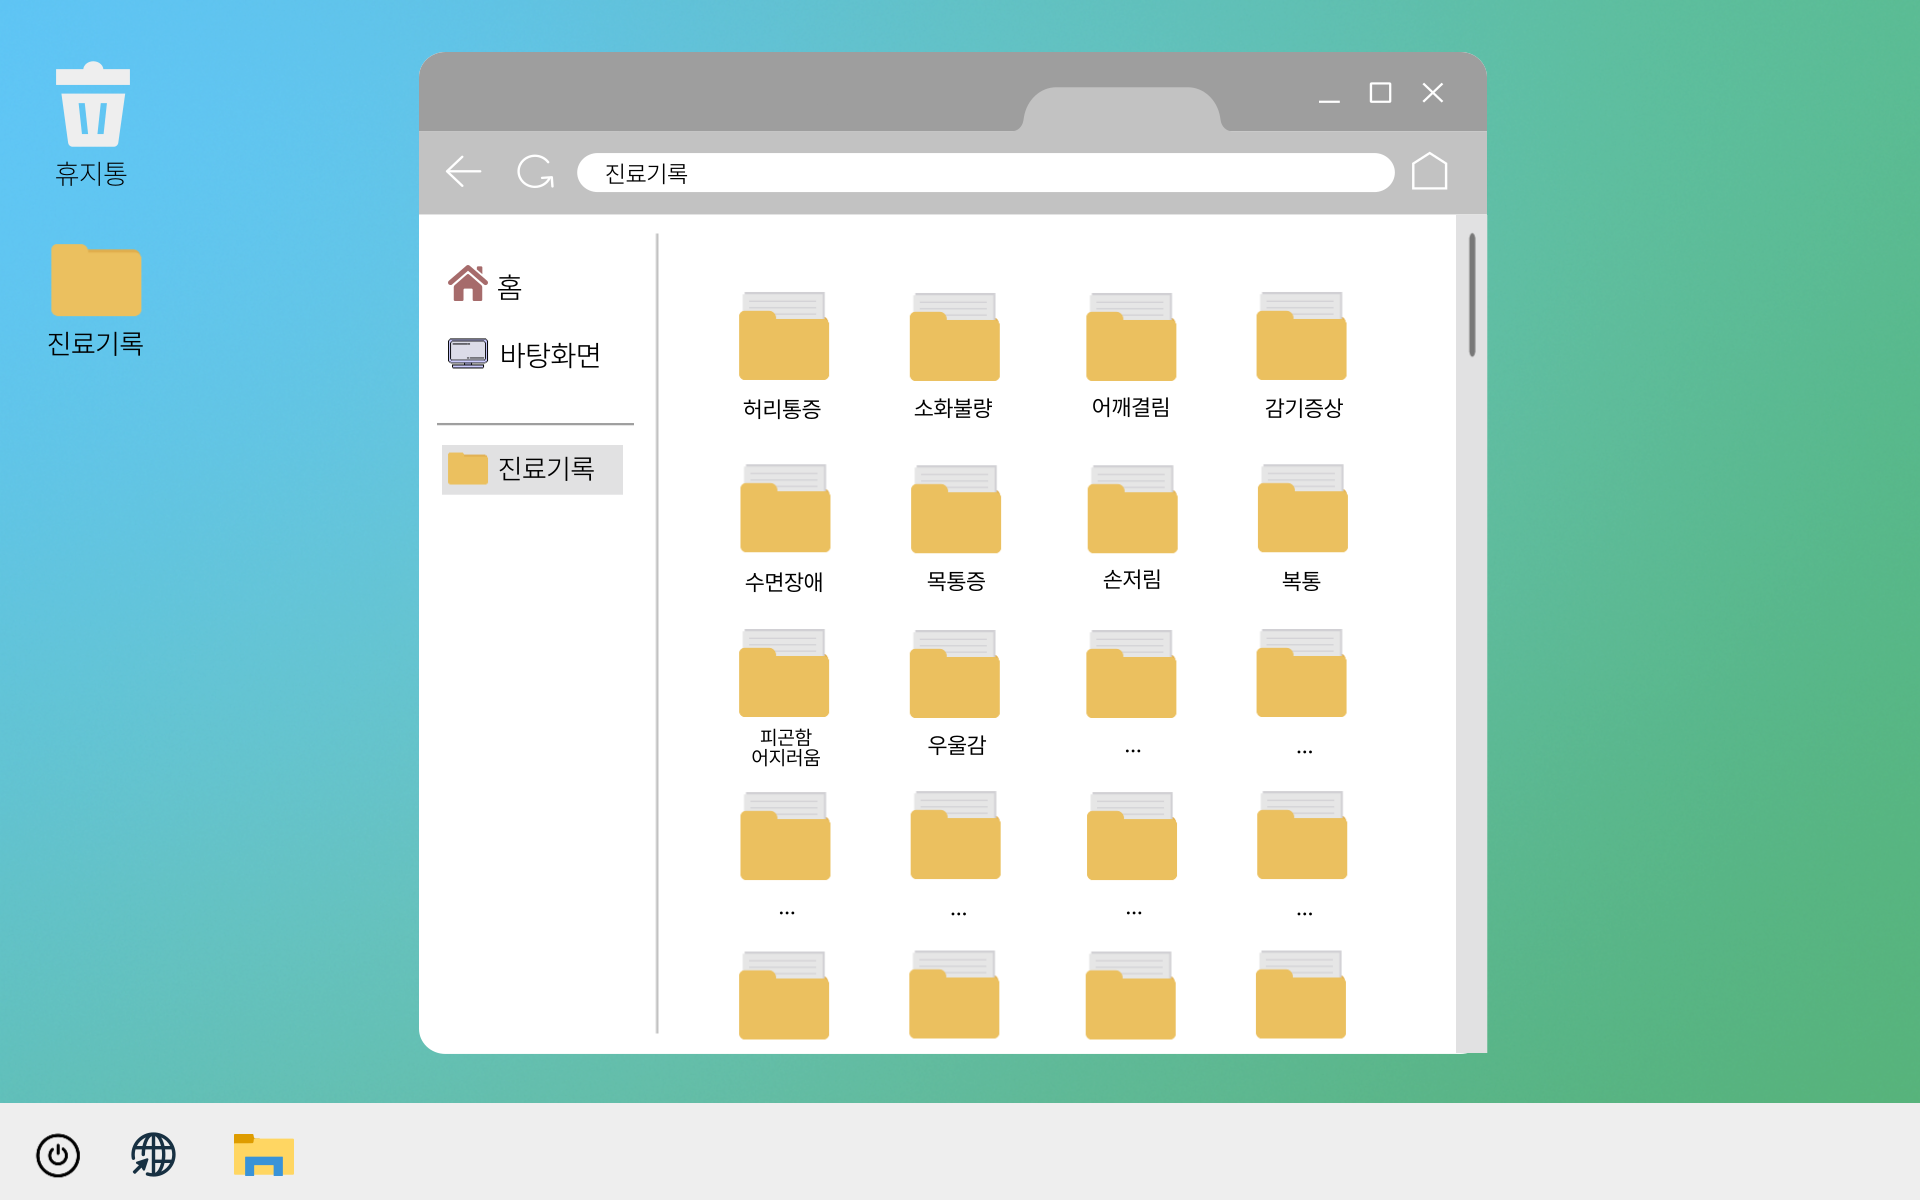 휴지통
진료기록
진료기록
홈
바탕화면
진료기록
허리통증
소화불량
어깨결림
감기증상
수면장애
목통증
손저림
복통
피곤함
어지러움
우울감
...
...
...
...
...
...